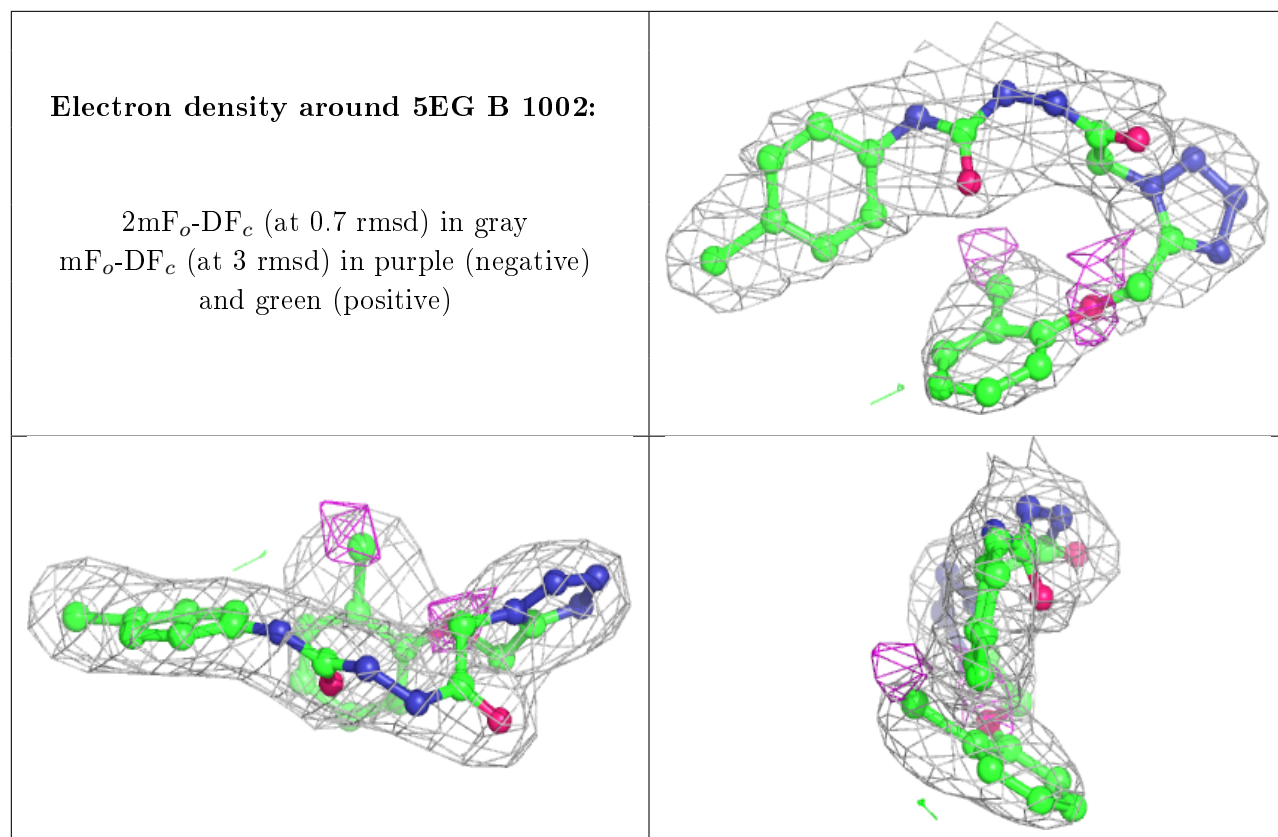 Electron density around 5EG B 1002:
2mFₒ-DF𝒸 (at 0.7 rmsd) in gray
mFₒ-DF𝒸 (at 3 rmsd) in purple (negative)
and green (positive)